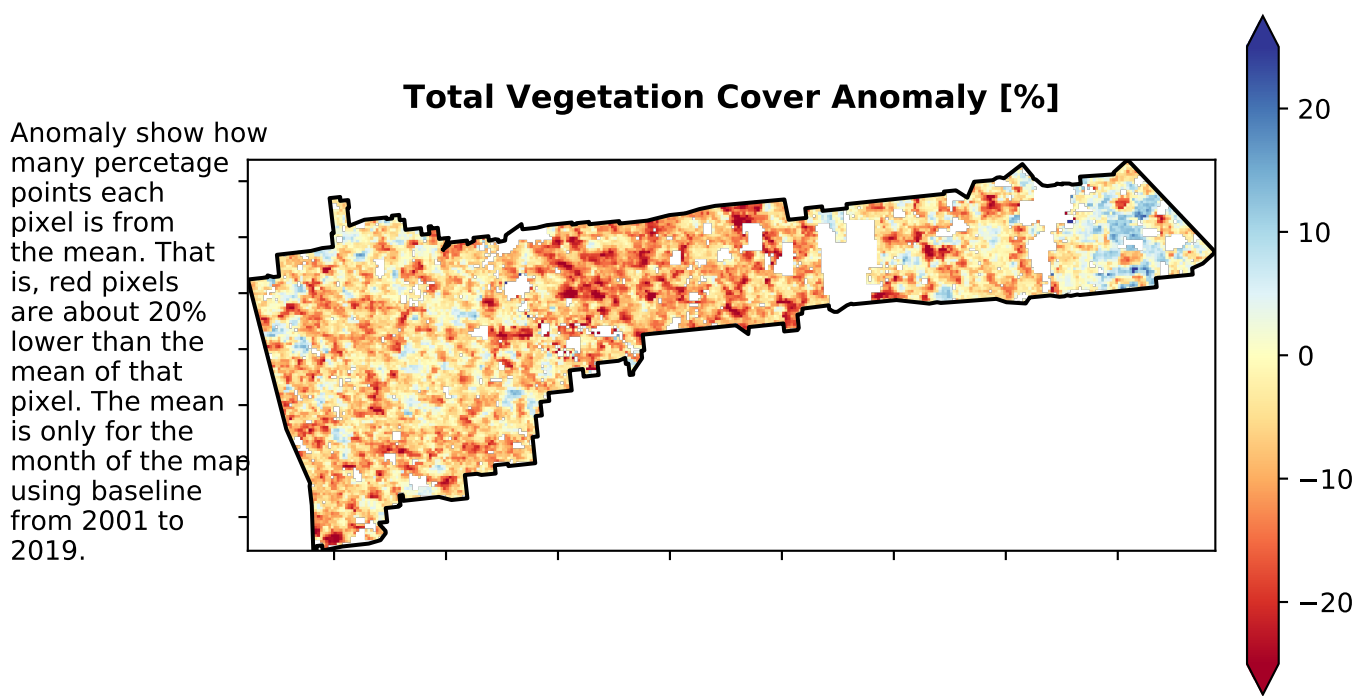 Total Vegetation Cover Anomaly [%]
Anomaly show how
many percetage
points each
pixel is from
the mean. That
is, red pixels
are about 20%
lower than the
mean of that
pixel. The mean
is only for the
month of the map
using baseline
from 2001 to
2019.
20
10
0
−10
−20